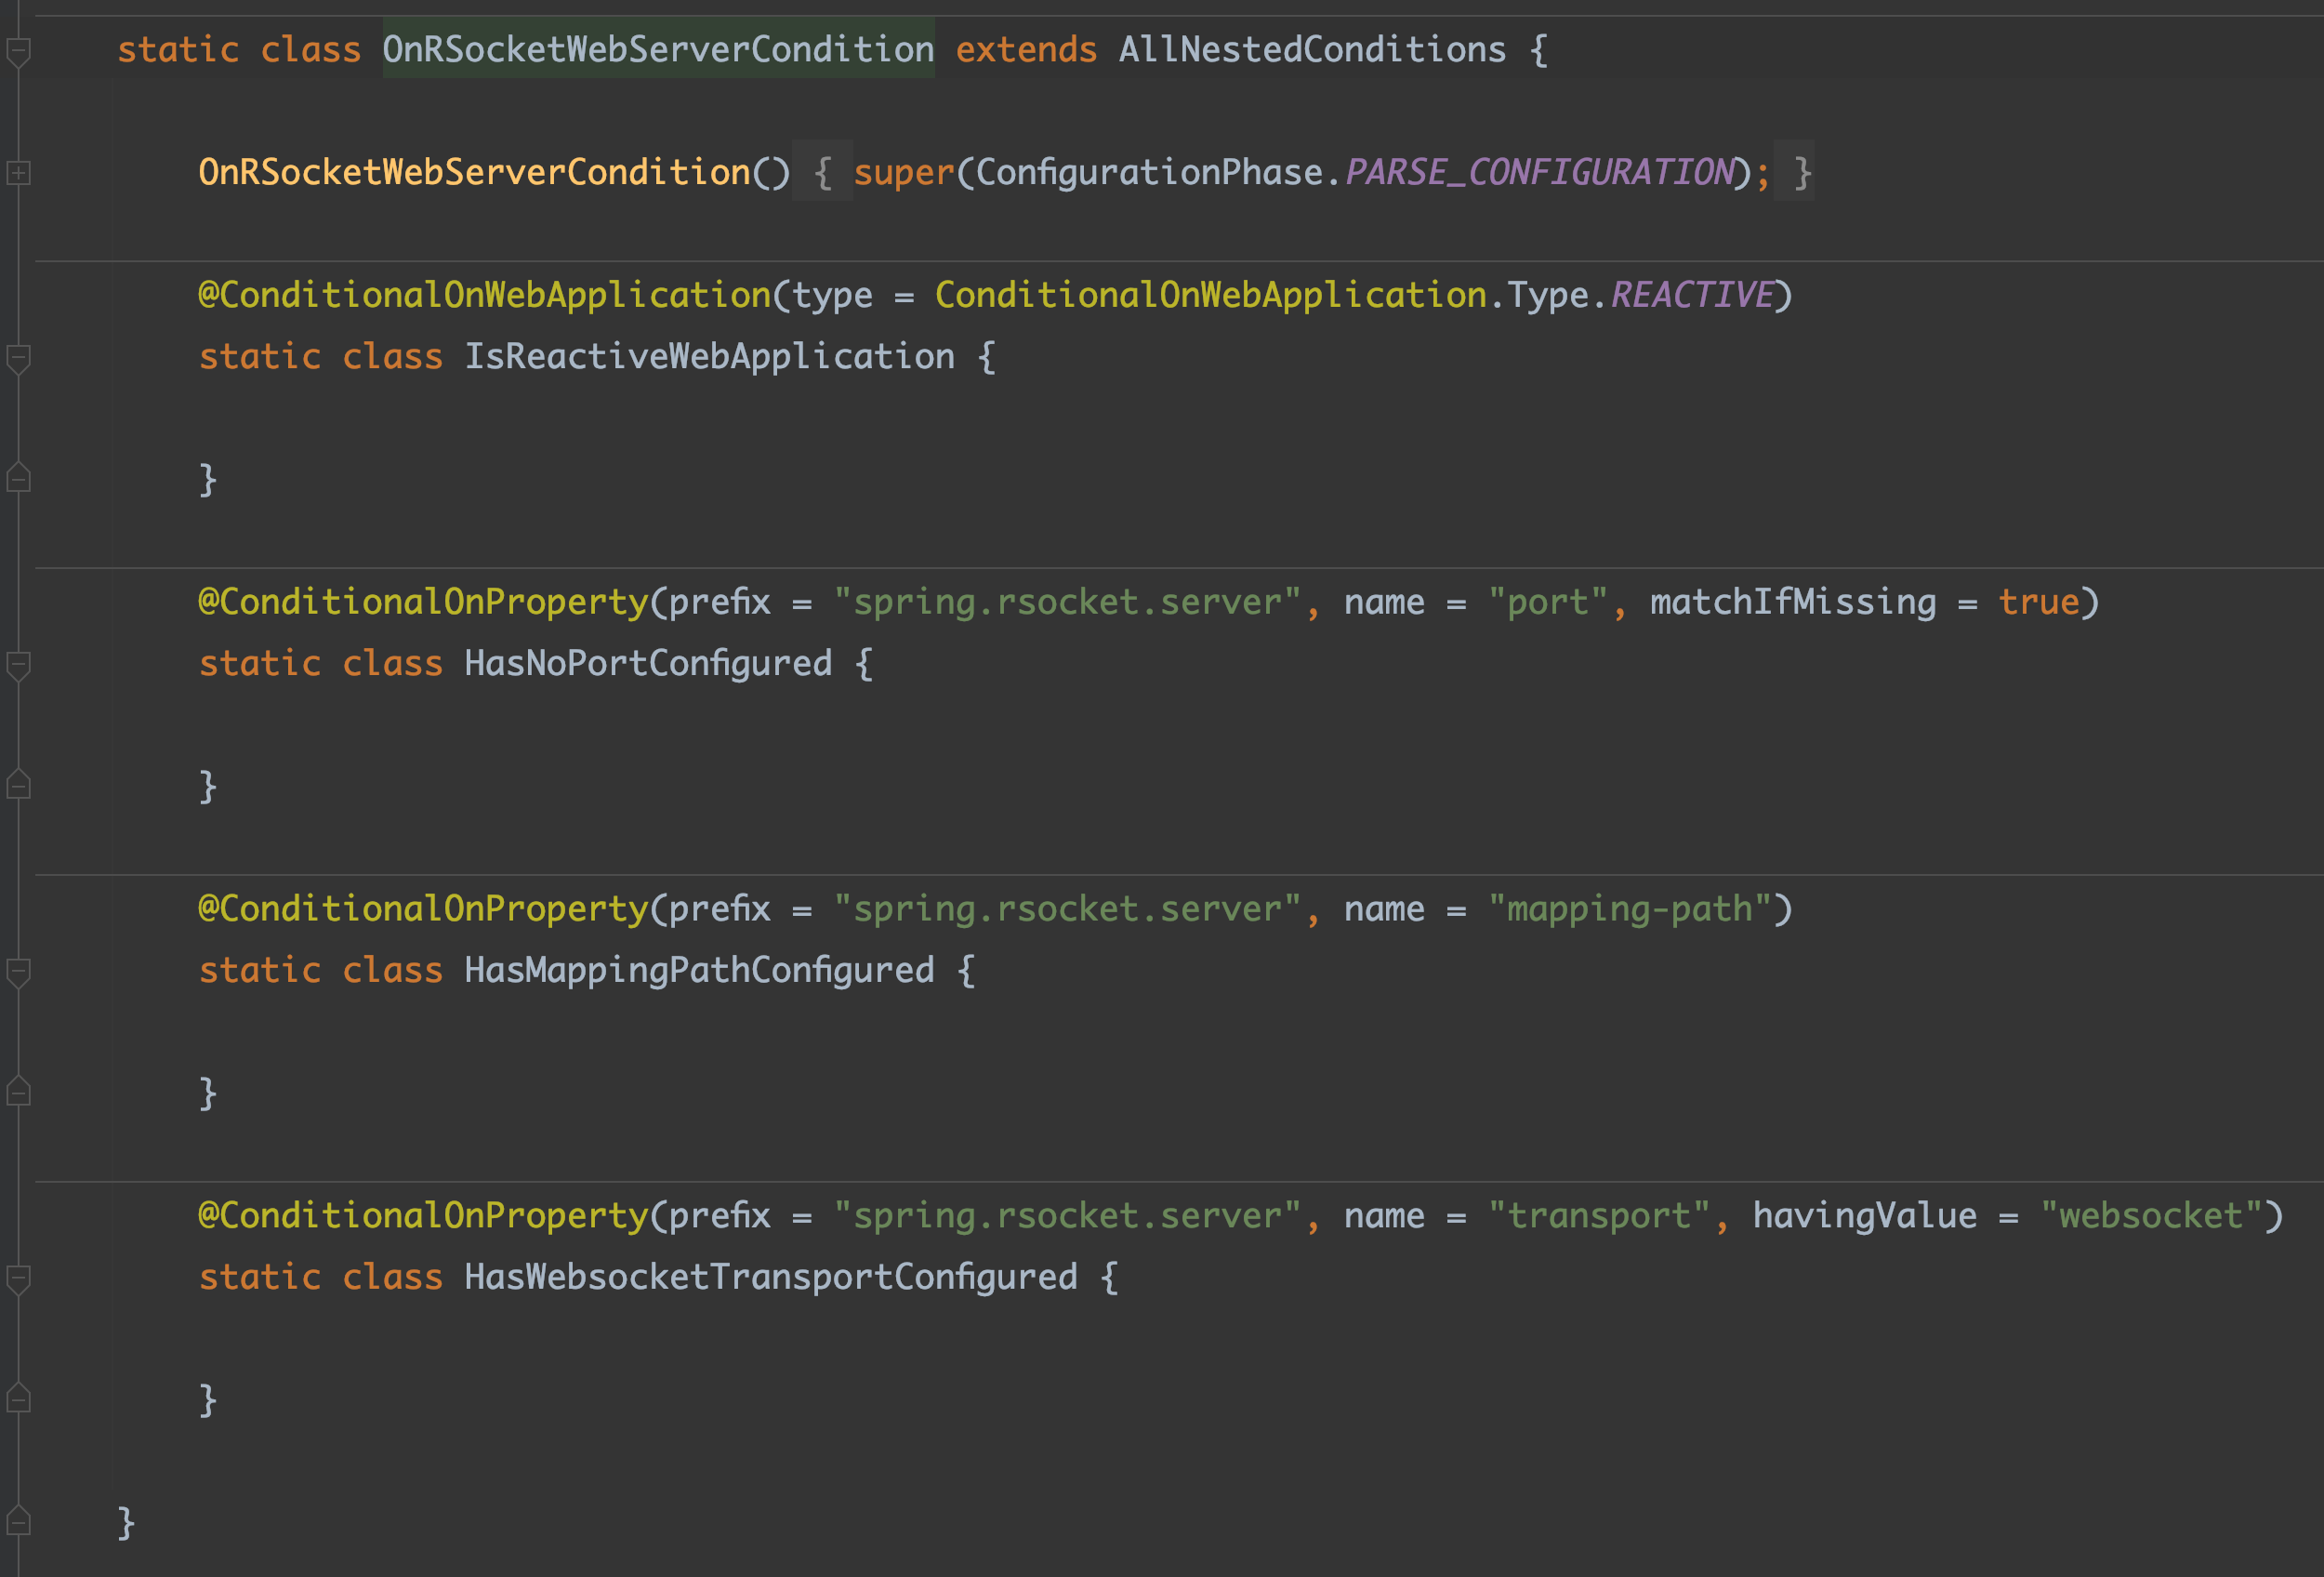 static class OnRSocketWebServerCondition extends AllNestedConditions {
OnRSocketWebServerCondition() { super(ConfigurationPhase.PARSE_CONFIGURATION); }
@ConditionalOnWebApplication(type = ConditionalOnWebApplication.Type.REACTIVE)
static class IsReactiveWebApplication {
}
@ConditionalOnProperty(prefix = "spring.rsocket.server", name = "port", matchIfMissing = true)
static class HasNoPortConfigured {
}
@ConditionalOnProperty(prefix = "spring.rsocket.server", name = "mapping-path")
static class HasMappingPathConfigured {
}
@ConditionalOnProperty(prefix = "spring.rsocket.server", name = "transport", havingValue = "websocket")
static class HasWebsocketTransportConfigured {
}
}